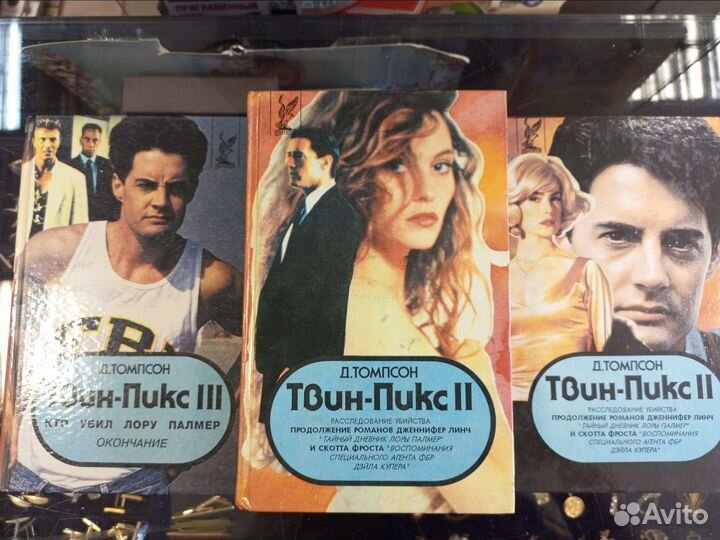 ПРИГЛАШЕННЫЙ
Д.ТОМПСОН
ТВИН-ПИКС III
КТО УБИЛ ЛОРУ ПАЛМЕР
ОКОНЧАНИЕ
Д.ТОМПСОН
ТВИН-ПИКС II
РАССЛЕДОВАНИЕ УБИЙСТВА
ПРОДОЛЖЕНИЕ РОМАНОВ ДЖЕННИФЕР ЛИНЧ
"ТАЙНЫЙ ДНЕВНИК ЛОРЫ ПАЛМЕР"
И СКОТТА ФРОСТА "ВОСПОМИНАНИЯ
СПЕЦИАЛЬНОГО АГЕНТА ФБР
ДЭЙЛА КУПЕРА"
Д.ТОМПСОН
ТВИН-ПИКС II
РАССЛЕДОВАНИЕ УБИЙСТВА
ПРОДОЛЖЕНИЕ РОМАНОВ ДЖЕННИФЕР ЛИНЧ
"ТАЙНЫЙ ДНЕВНИК ЛОРЫ ПАЛМЕР"
И СКОТТА ФРОСТА "ВОСПОМИНАНИЯ
СПЕЦИАЛЬНОГО АГЕНТА ФБР
ДЭЙЛА КУПЕРА"
Avito